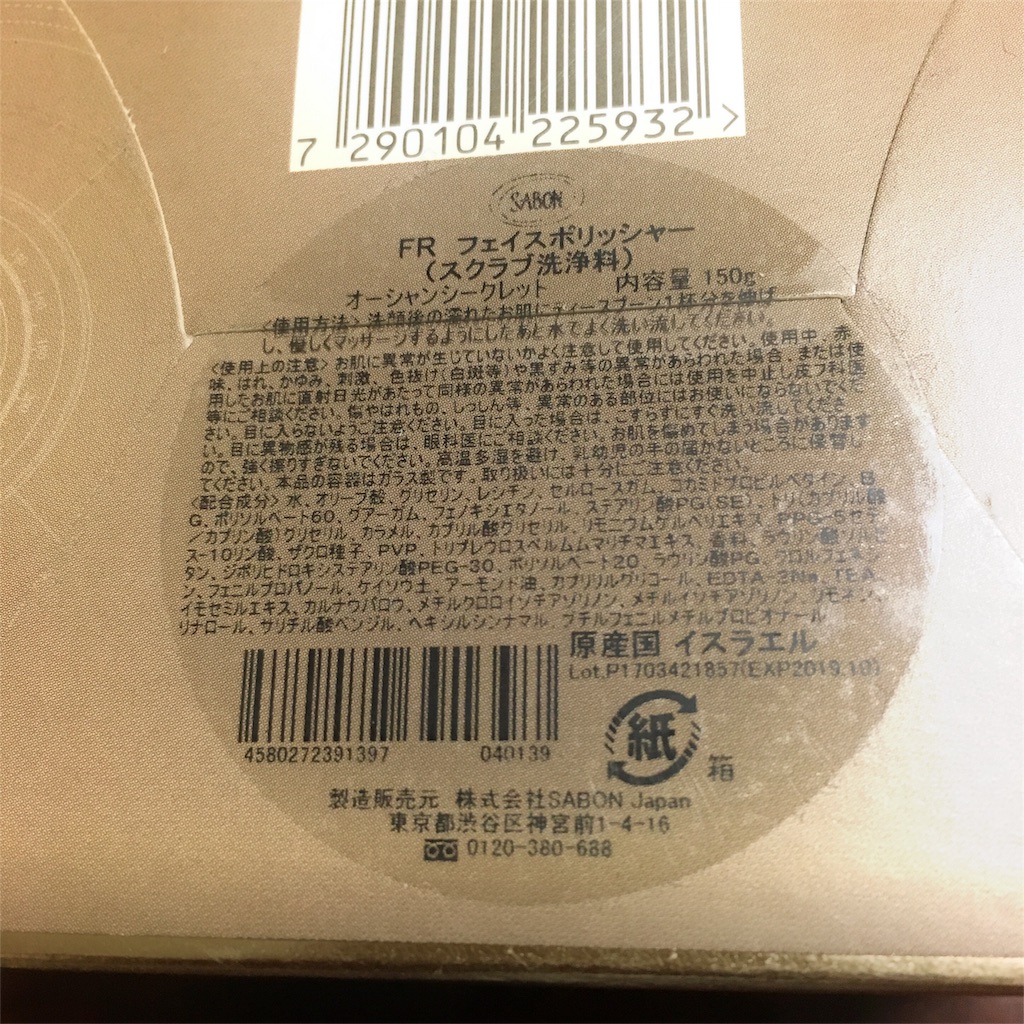 7 290104 225932 >
SABON
FR フェイスポリッシャー
(スクラブ洗浄料)
オーシャンシークレット 内容量 150g
<使用方法> 洗顔後の濡れたお肌にティースプーン1杯分を伸ば
し、優しくマッサージするようにしたあと水でよく洗い流してください。
<使用上の注意> お肌に異常が生じていないかよく注意して使用してください。使用中、赤
味、はれ、かゆみ、刺激、色抜け(白斑等)や黒ずみ等の異常があらわれた場合、または使
用したお肌に直射日光があたって同様の異常があらわれた場合には使用を中止し皮フ科医
等にご相談ください。傷やはれもの、しっしん等、異常のある部位にはお使いにならないでくだ
さい。目に入らないようご注意ください。目に入った場合は、こすらずにすぐ洗い流してくださ
い。目に異物感が残る場合は、眼科医にご相談ください。お肌を傷めてしまう場合があります
ので、強く擦りすぎないでください。高温多湿を避け、乳幼児の手の届かないところに保管し
てください。本品の容器はガラス製です。取り扱いには十分にご注意ください。
<配合成分> 水、オリーブ殻、グリセリン、レシチン、セルロースガム、コカミドプロピルベタイン、B
G、ポリソルベート60、グアーガム、フェノキシエタノール、ステアリン酸PG(SE)、トリ(カプリル酸
/カプリン酸)グリセリル、カラメル、カプリル酸グリセリル、リモニウムゲルベリエキス、PPG-5セテ
ス-10リン酸、ザクロ種子、PVP、トリプレウロスペルムムマリチマエキス、香料、ラウリン酸ソルビ
タン、ジポリヒドロキシステアリン酸PEG-30、ポリソルベート20、ラウリン酸PG、クロルフェネシ
ン、フェニルプロパノール、ケイソウ土、アーモンド油、カプリリルグリコール、EDTA-2Na、TEA、
イモセミルエキス、カルナウバロウ、メチルクロロイソチアゾリノン、メチルイソチアゾリノン、リモネン、
リナロール、サリチル酸ベンジル、ヘキシルシンナマル、ブチルフェニルメチルプロピオナール
原産国 イスラエル
Lot.P1703421857(EXP2019.10)
4580272391397 040139
紙
箱
製造販売元 株式会社SABON Japan
東京都渋谷区神宮前1-4-16
0120-380-688